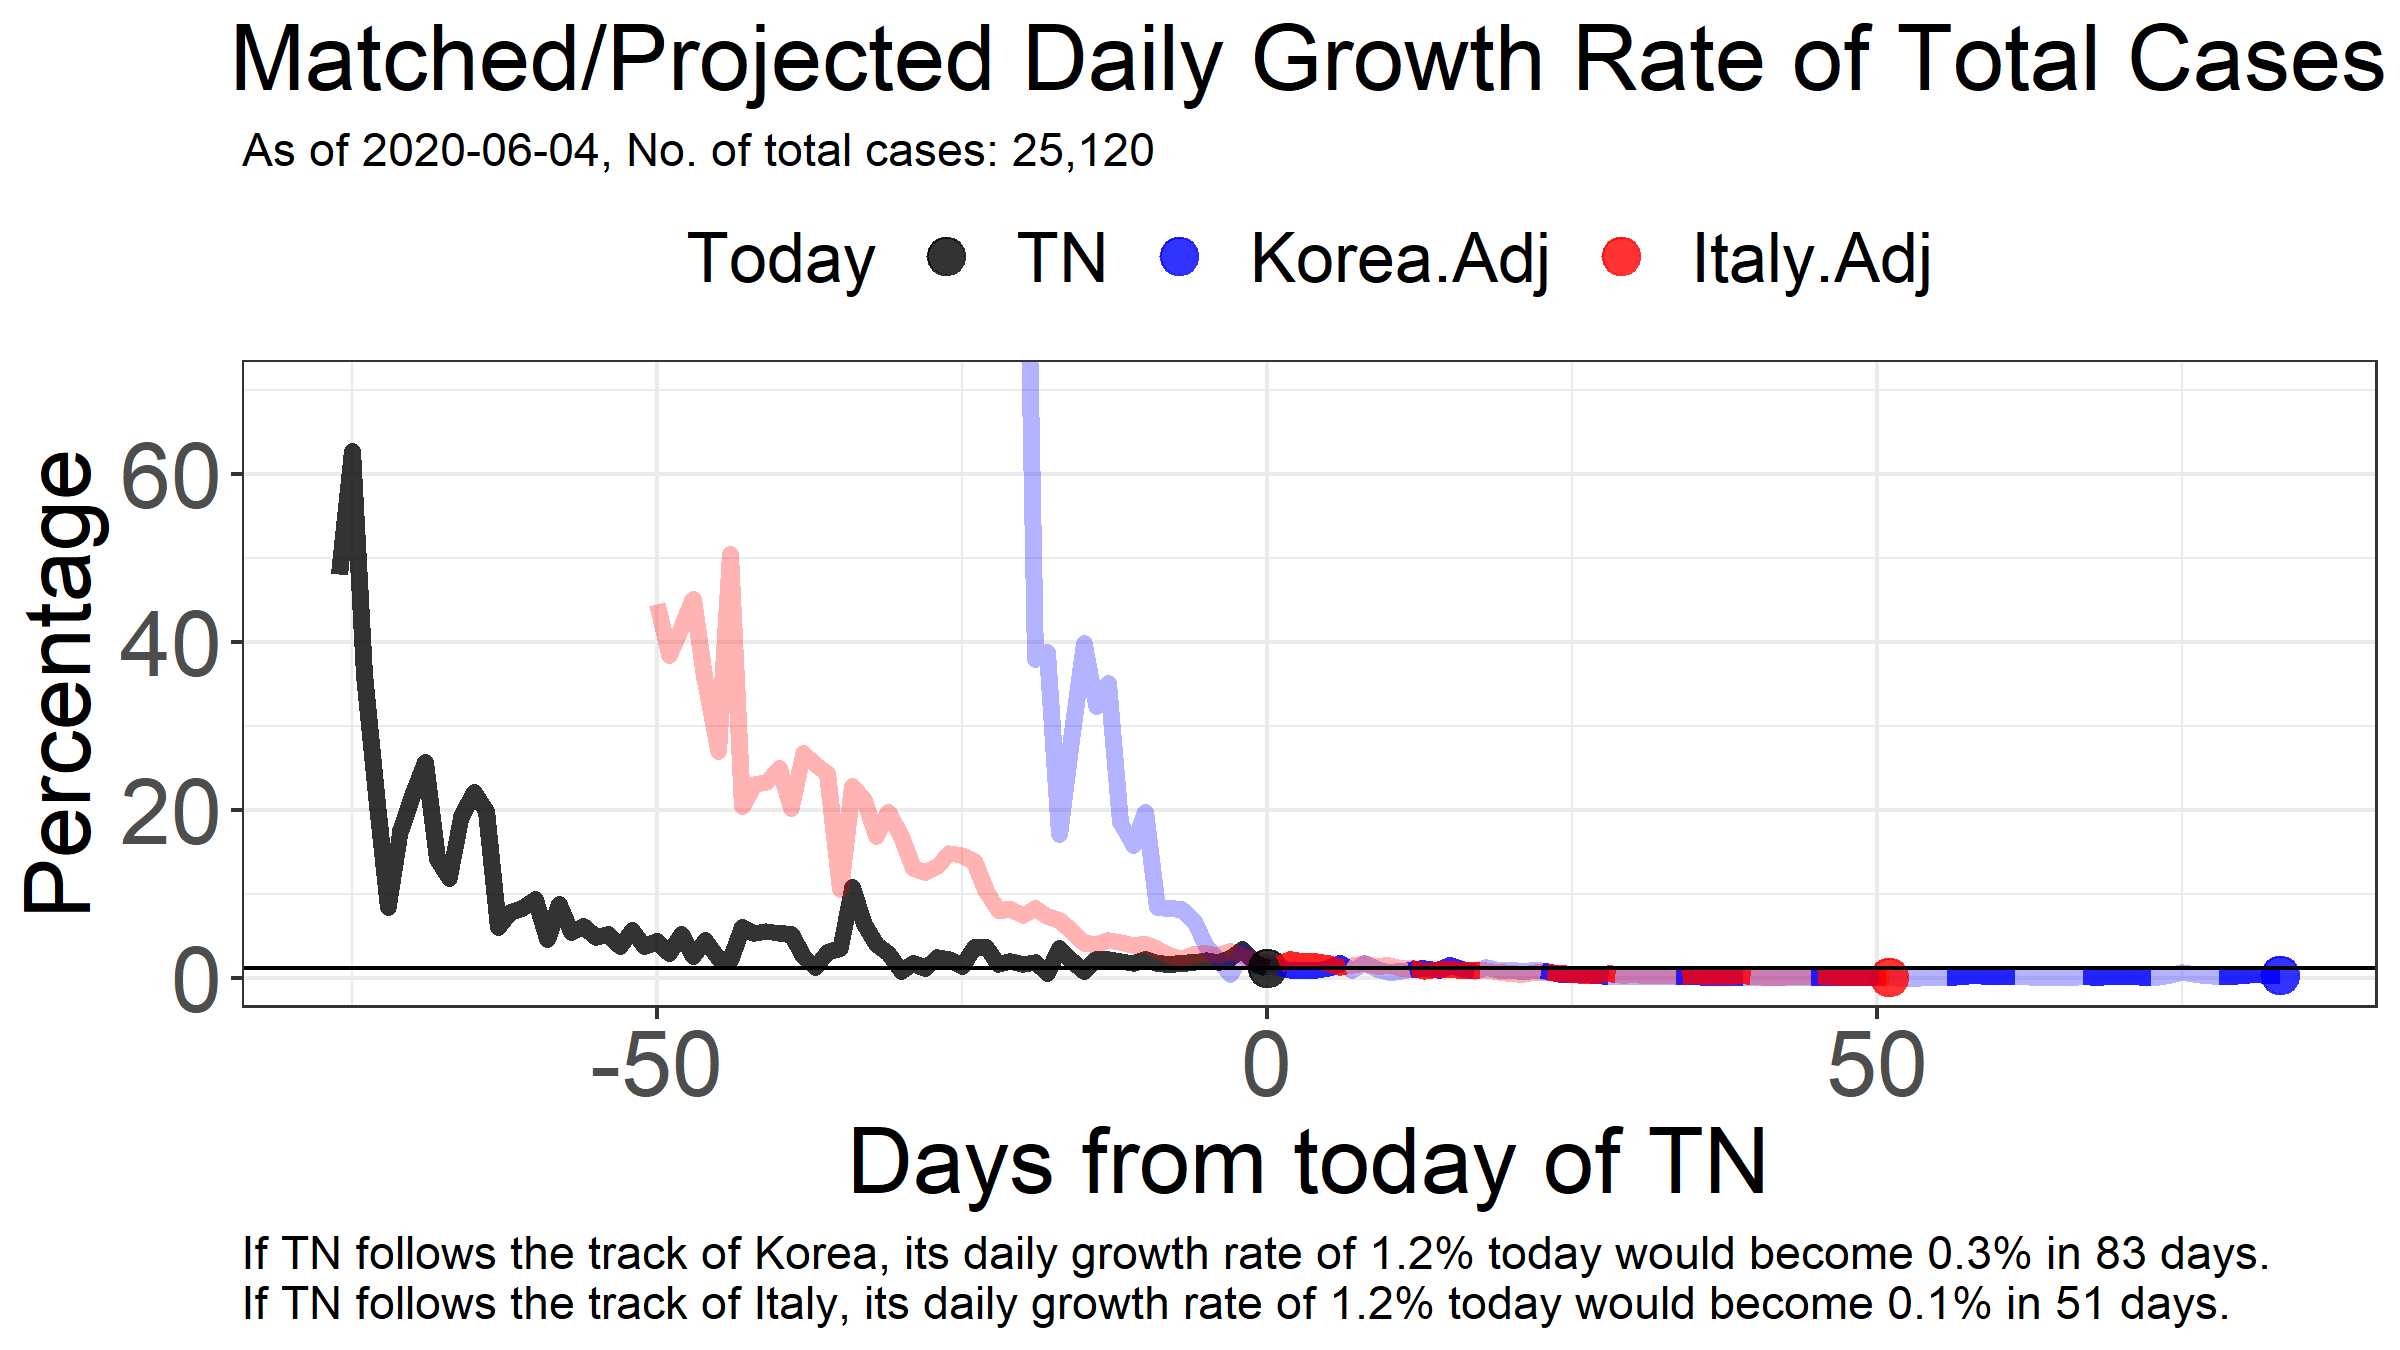 Matched/Projected Daily Growth Rate of Total Cases
As of 2020-06-04, No. of total cases: 25,120
Today TN Korea.Adj Italy.Adj
Percentage
60
40
20
0
-50 0 50
Days from today of TN
If TN follows the track of Korea, its daily growth rate of 1.2% today would become 0.3% in 83 days.
If TN follows the track of Italy, its daily growth rate of 1.2% today would become 0.1% in 51 days.